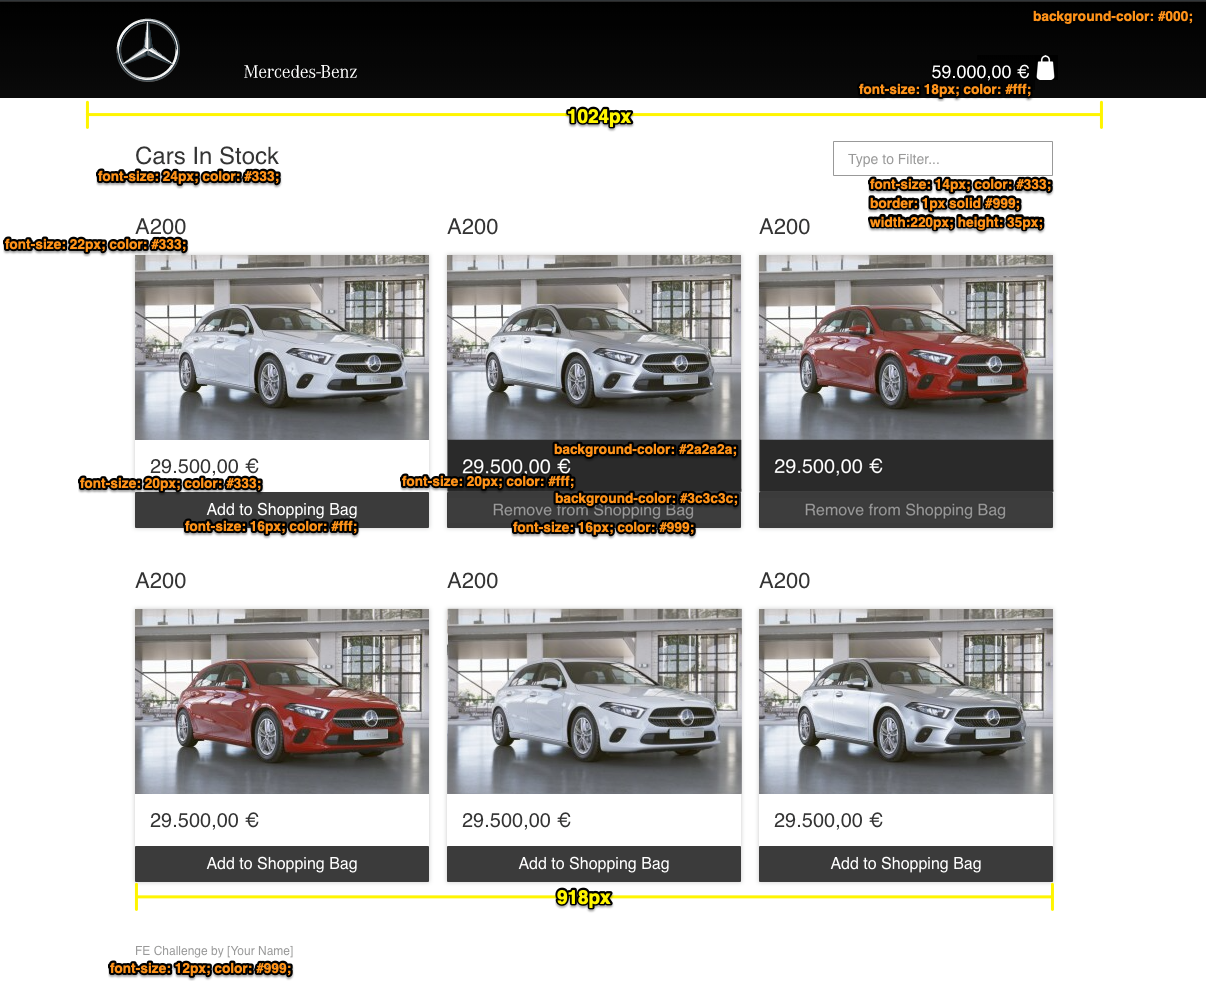 background-color: #000;
Mercedes-Benz
59.000,00 €
font-size: 18px; color: #fff;
1024px
Cars In Stock
Type to Filter...
font-size: 24px; color: #333;
font-size: 14px; color: #333;
border: 1px solid #999;
width:220px; height: 35px;
A200 A200 A200
font-size: 22px; color: #333;
background-color: #2a2a2a;
29.500,00 € 29.500,00 € 29.500,00 €
font-size: 20px; color: #333; font-size: 20px; color: #fff;
background-color: #3c3c3c;
Add to Shopping Bag Remove from Shopping Bag Remove from Shopping Bag
font-size: 16px; color: #fff; font-size: 16px; color: #999;
A200 A200 A200
29.500,00 € 29.500,00 € 29.500,00 €
Add to Shopping Bag Add to Shopping Bag Add to Shopping Bag
918px
FE Challenge by [Your Name]
font-size: 12px; color: #999;